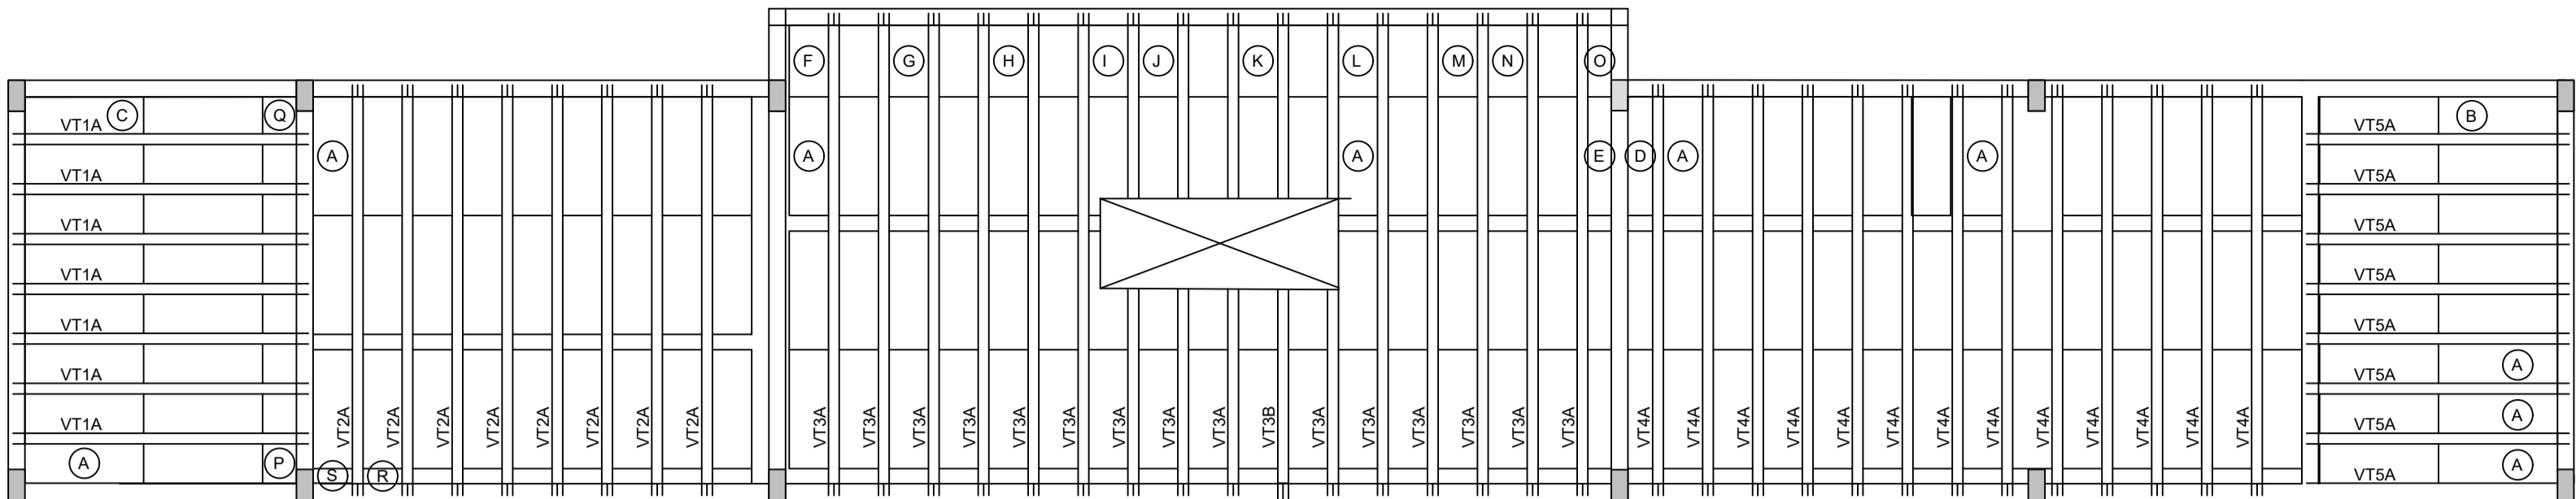 F G H I J K L M N O
VT1A C Q VT5A B
A A A E D A A
VT1A VT5A
VT1A VT5A
VT1A VT5A
VT1A VT5A
VT1A VT5A A
VT1A VT2A VT2A VT2A VT2A VT2A VT2A VT2A VT2A VT3A VT3A VT3A VT3A VT3A VT3A VT3A VT3A VT3A VT3B VT3A VT3A VT3A VT3A VT3A VT3A VT4A VT4A VT4A VT4A VT4A VT4A VT4A VT4A VT4A VT4A VT4A VT4A VT4A VT5A A
A P S R VT5A A